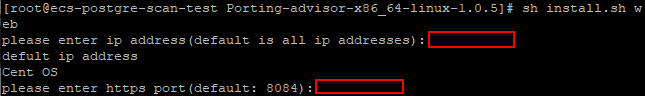 [root@ecs-postgre-scan-test Porting-advisor-x86_64-linux-1.0.5]# sh install.sh w
eb
please enter ip address(default is all ip addresses):
defult ip address
Cent OS
please enter https port(default: 8084):